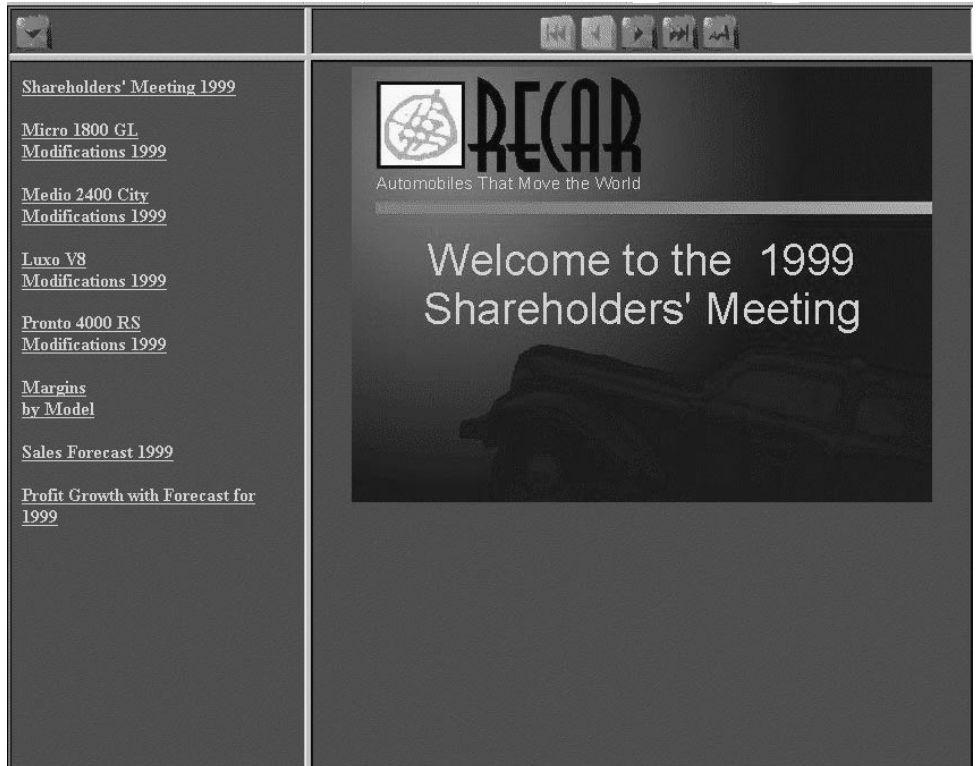 Shareholders' Meeting 1999
Micro 1800 GL
Modifications 1999
Medio 2400 City
Modifications 1999
Luxo V8
Modifications 1999
Pronto 4000 RS
Modifications 1999
Margins
by Model
Sales Forecast 1999
Profit Growth with Forecast for
1999
RECAR
Automobiles That Move the World
Welcome to the 1999
Shareholders' Meeting